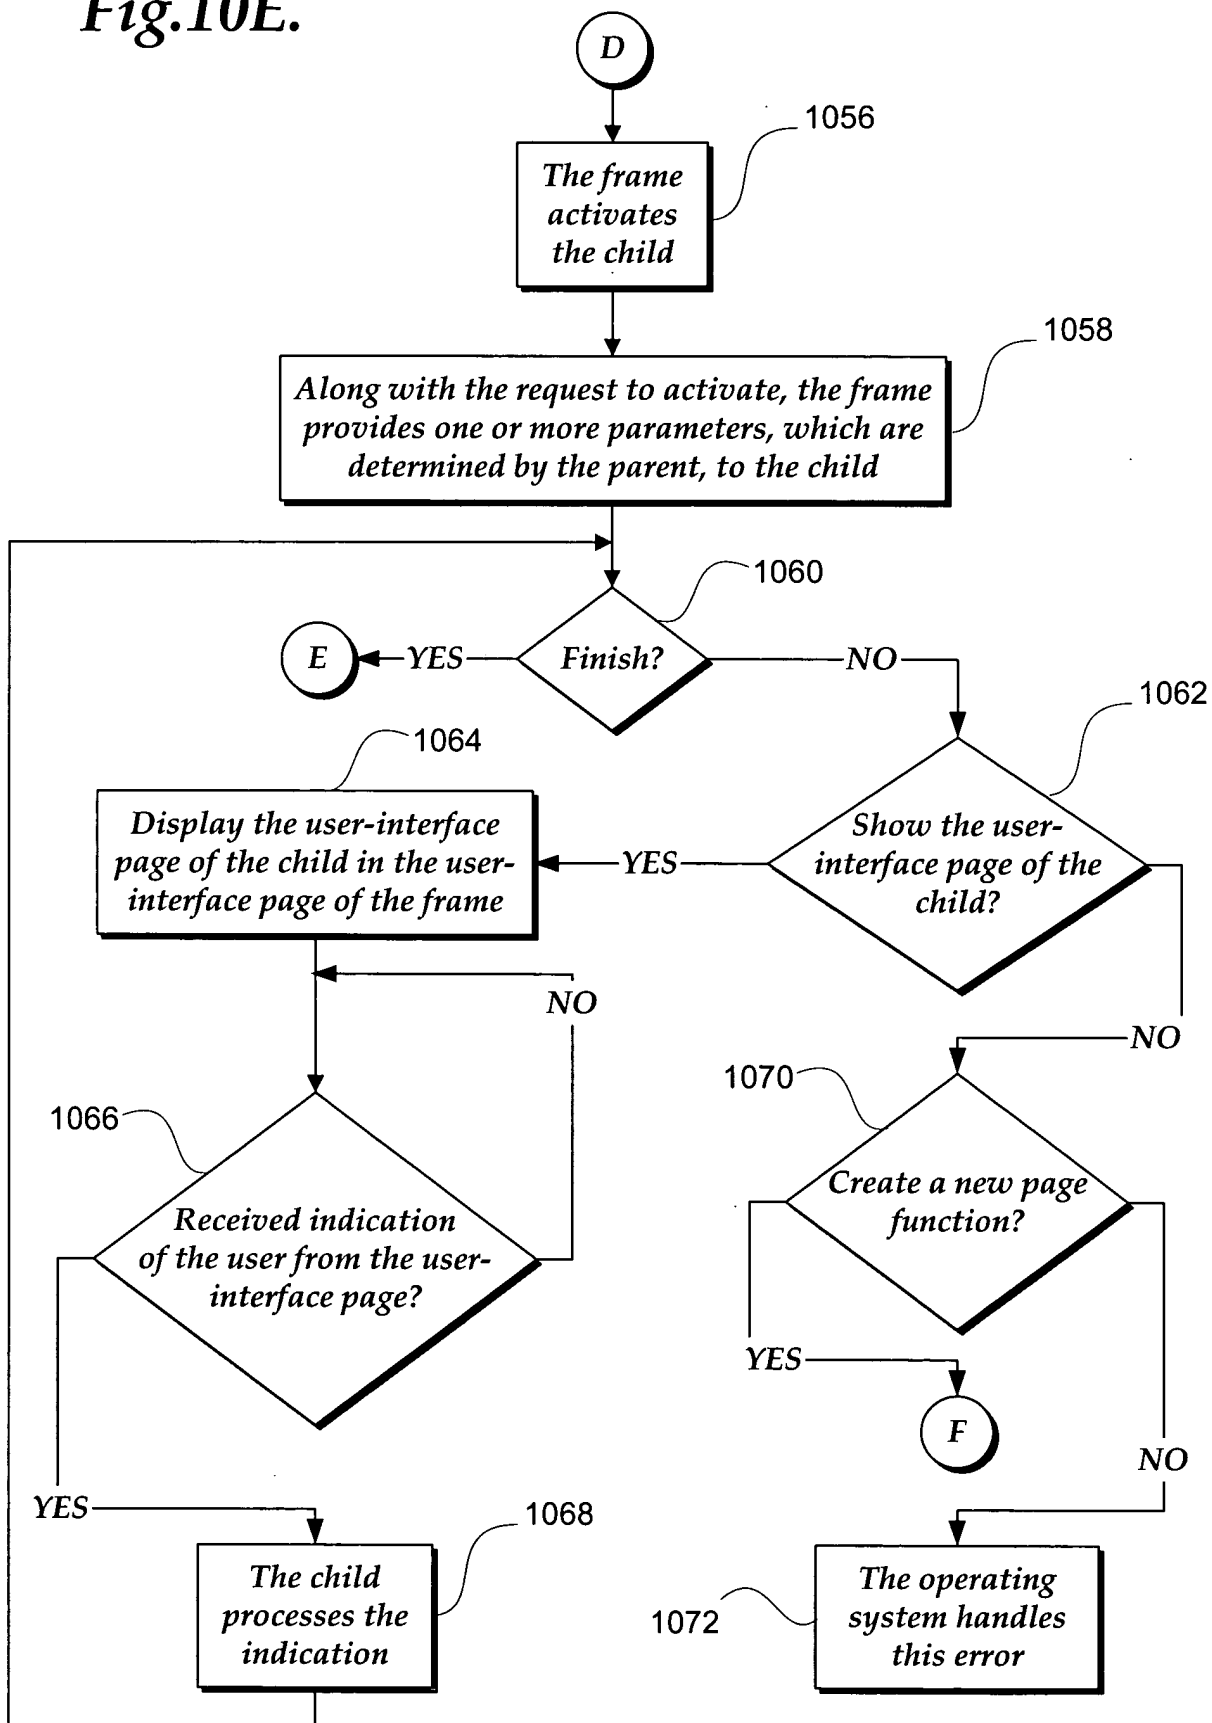 Fig.10E.
D
1056
The frame
activates
the child
1058
Along with the request to activate, the frame
provides one or more parameters, which are
determined by the parent, to the child
1060
Finish?
YES
E
NO
1062
1064
Display the user-interface
page of the child in the user-
interface page of the frame
YES
Show the user-
interface page of the
child?
NO
NO
1070
1066
Create a new page
function?
Received indication
of the user from the user-
interface page?
YES
F
NO
YES
1068
The child
processes the
indication
1072
The operating
system handles
this error